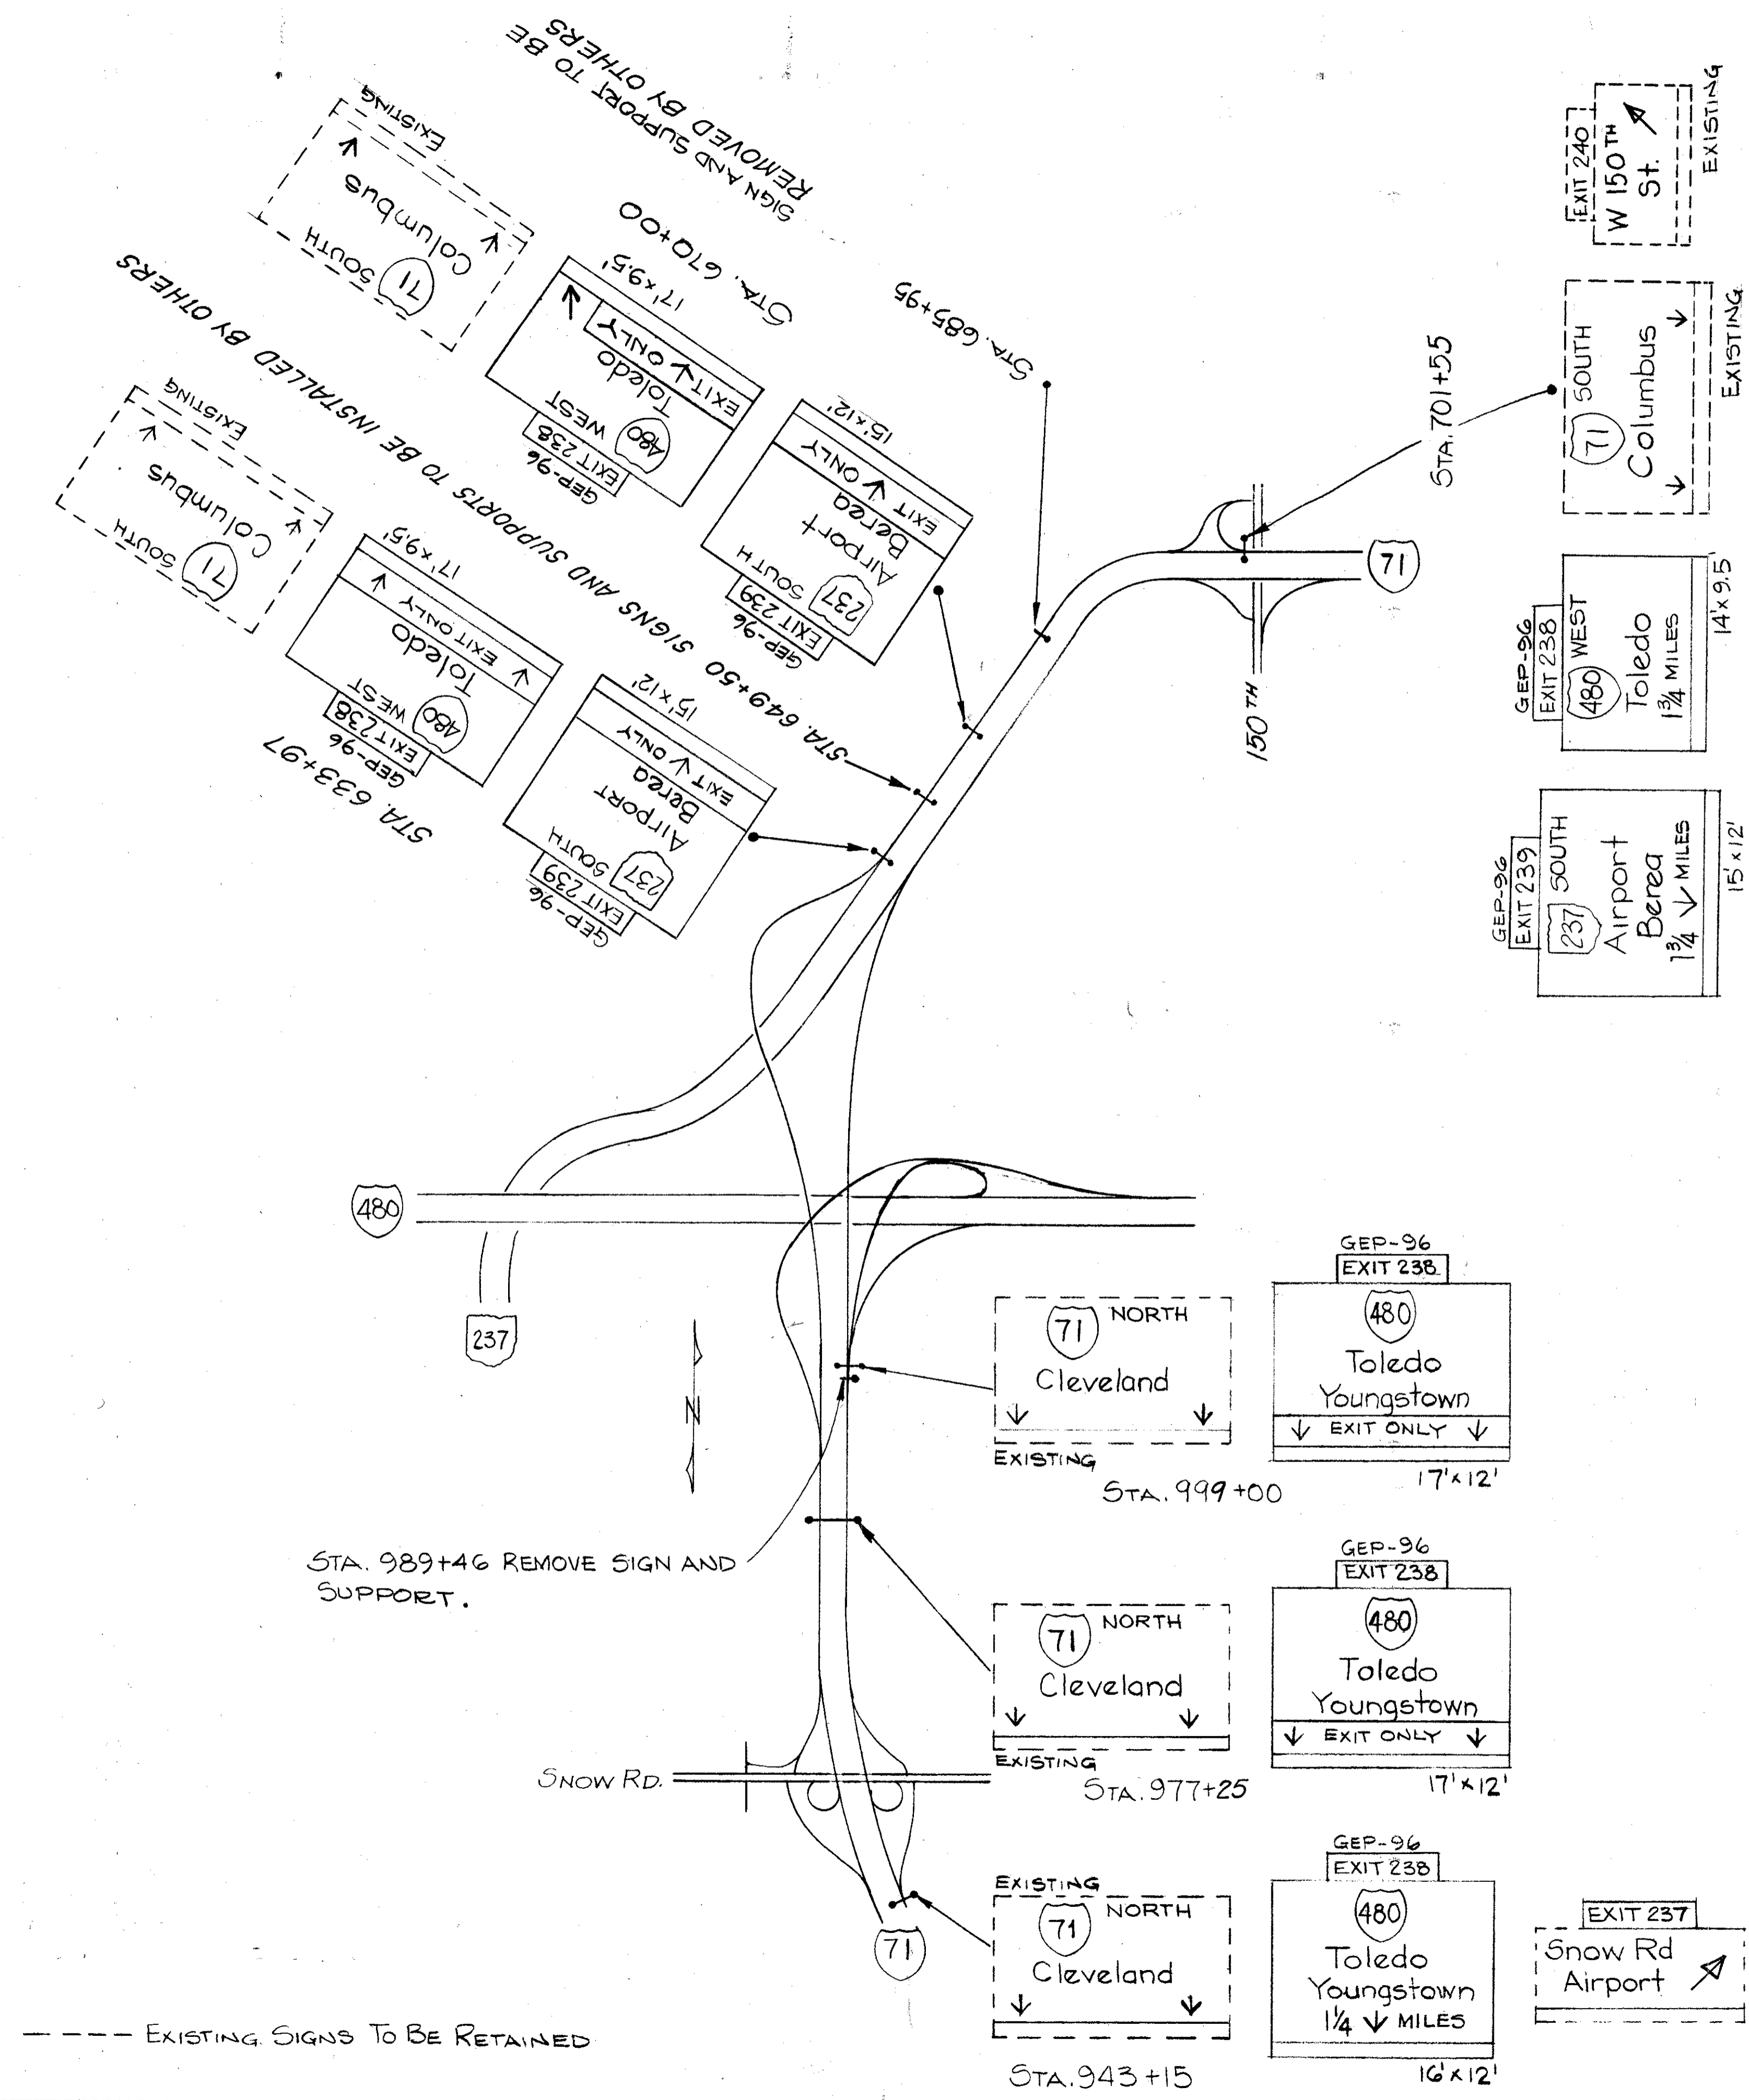 SIGN AND SUPPORT TO BE
REMOVED BY OTHERS
STA. 670+00
EXISTING
71 SOUTH
Columbus
17'x9.5'
GEP-96
EXIT 238
480 WEST
Toledo
EXIT ONLY
15'x12'
GEP-96
EXIT 239
237 SOUTH
Airport
Berea
EXIT ONLY
STA. 685+95
STA. 649+50 SIGNS AND SUPPORTS TO BE INSTALLED BY OTHERS
EXISTING
71 SOUTH
Columbus
17'x9.5'
GEP-96
EXIT 238
480 WEST
Toledo
EXIT ONLY
STA. 633+97
15'x12'
GEP-96
EXIT 239
237 SOUTH
AIRPORT
Berea
EXIT ONLY
STA. 701+55
EXIT 240
W 150TH
St.
EXISTING
71 SOUTH
Columbus
EXISTING
GEP-96
EXIT 238
480 WEST
Toledo
1 3/4 MILES
14'x9.5'
GEP-96
EXIT 239
237 SOUTH
Airport
Berea
1 3/4 MILES
15'x12'
71
150TH
480
237
N
71 NORTH
Cleveland
EXISTING
STA. 999+00
GEP-96
EXIT 238
480
Toledo
Youngstown
EXIT ONLY
17'x12'
STA. 989+46 REMOVE SIGN AND
SUPPORT.
71 NORTH
Cleveland
EXISTING
STA. 977+25
GEP-96
EXIT 238
480
Toledo
Youngstown
EXIT ONLY
17'x12'
SNOW RD.
71
EXISTING
71 NORTH
Cleveland
STA. 943+15
GEP-96
EXIT 238
480
Toledo
Youngstown
1 1/4 MILES
16'x12'
EXIT 237
Snow Rd
Airport
---- EXISTING SIGNS TO BE RETAINED